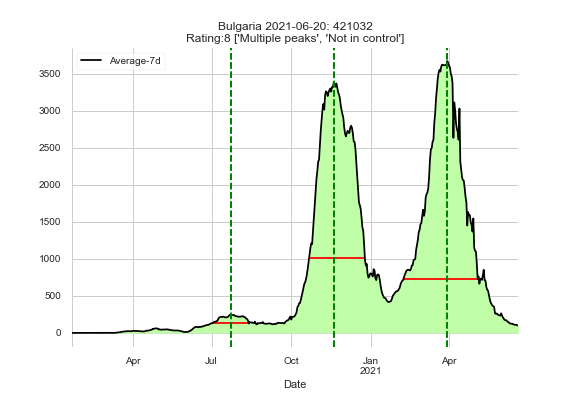 Bulgaria 2021-06-20: 421032
Rating:8 ['Multiple peaks', 'Not in control']
Average-7d
3500
3000
2500
2000
1500
1000
500
0
Apr Jul Oct Jan Apr
2021
Date